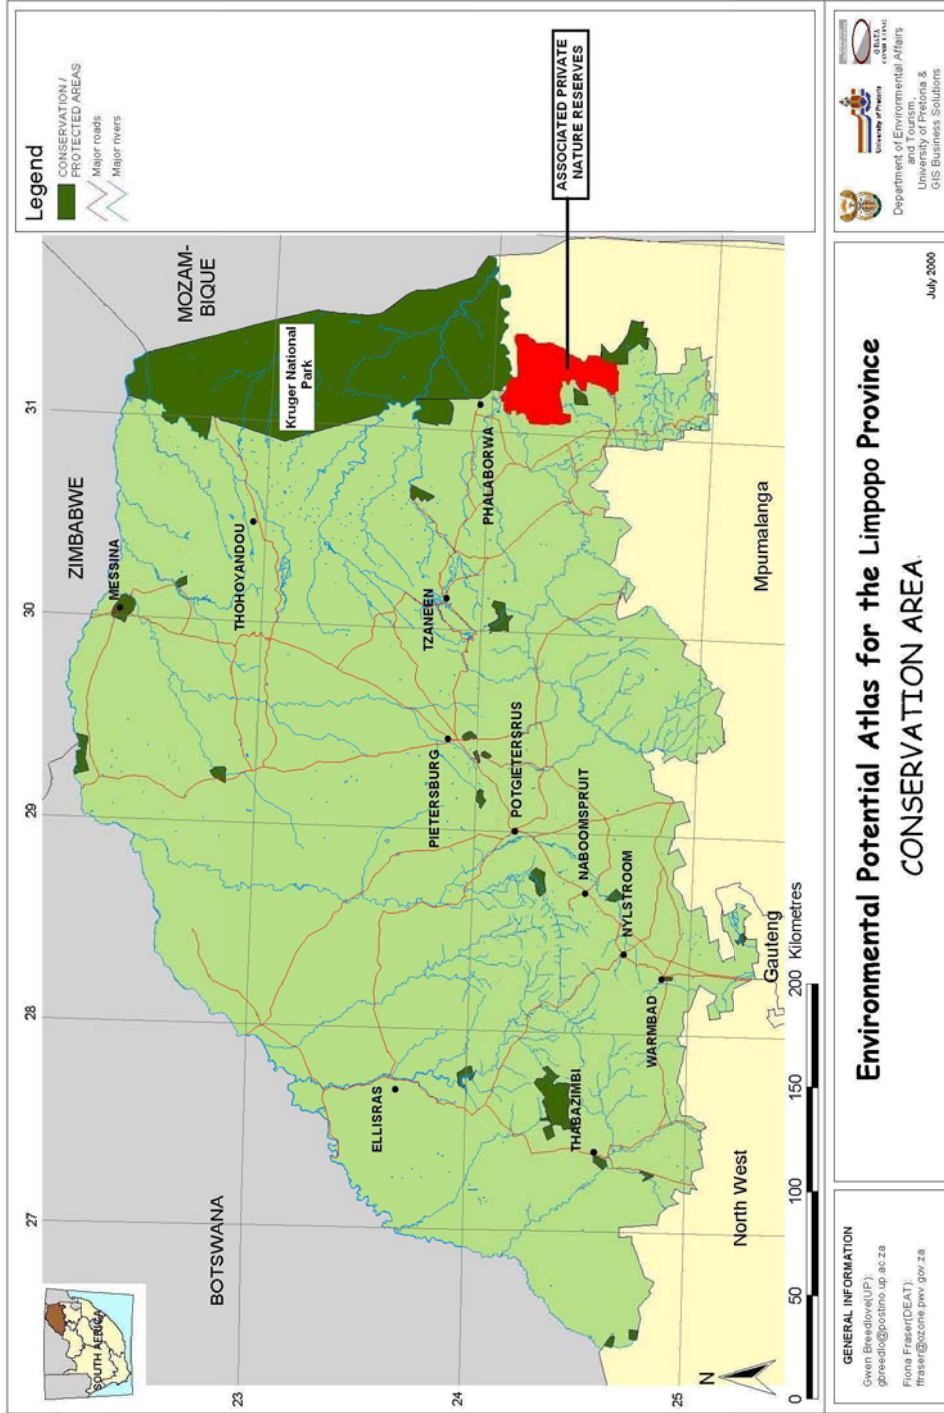 Legend
CONSERVATION /
PROTECTED AREAS
Major roads
Major rivers
ASSOCIATED PRIVATE
NATURE RESERVES
27
28
29
30
31
23
24
25
BOTSWANA
ZIMBABWE
MOZAM-
BIQUE
SOUTH AFRICA
Kruger National
Park
MESSINA
THOHOYANDOU
TZANEEN
PHALABORWA
PIETERSBURG
POTGIETERSRUS
NABOOMSPRUIT
NYLSTROOM
WARMBAD
ELLISRAS
THABAZIMBI
North West
Gauteng
Mpumalanga
N
0 50 100 150 200 Kilometres
GENERAL INFORMATION
Gwen Breedlove(UP):
gbreedlo@postino.up.ac.za
Fiona Fraser(DEAT):
ffraser@ozone.pwv.gov.za
Environmental Potential Atlas for the Limpopo Province
CONSERVATION AREA
July 2000
University of Pretoria
Department of Environmental Affairs
and Tourism,
University of Pretoria &
GIS Business Solutions